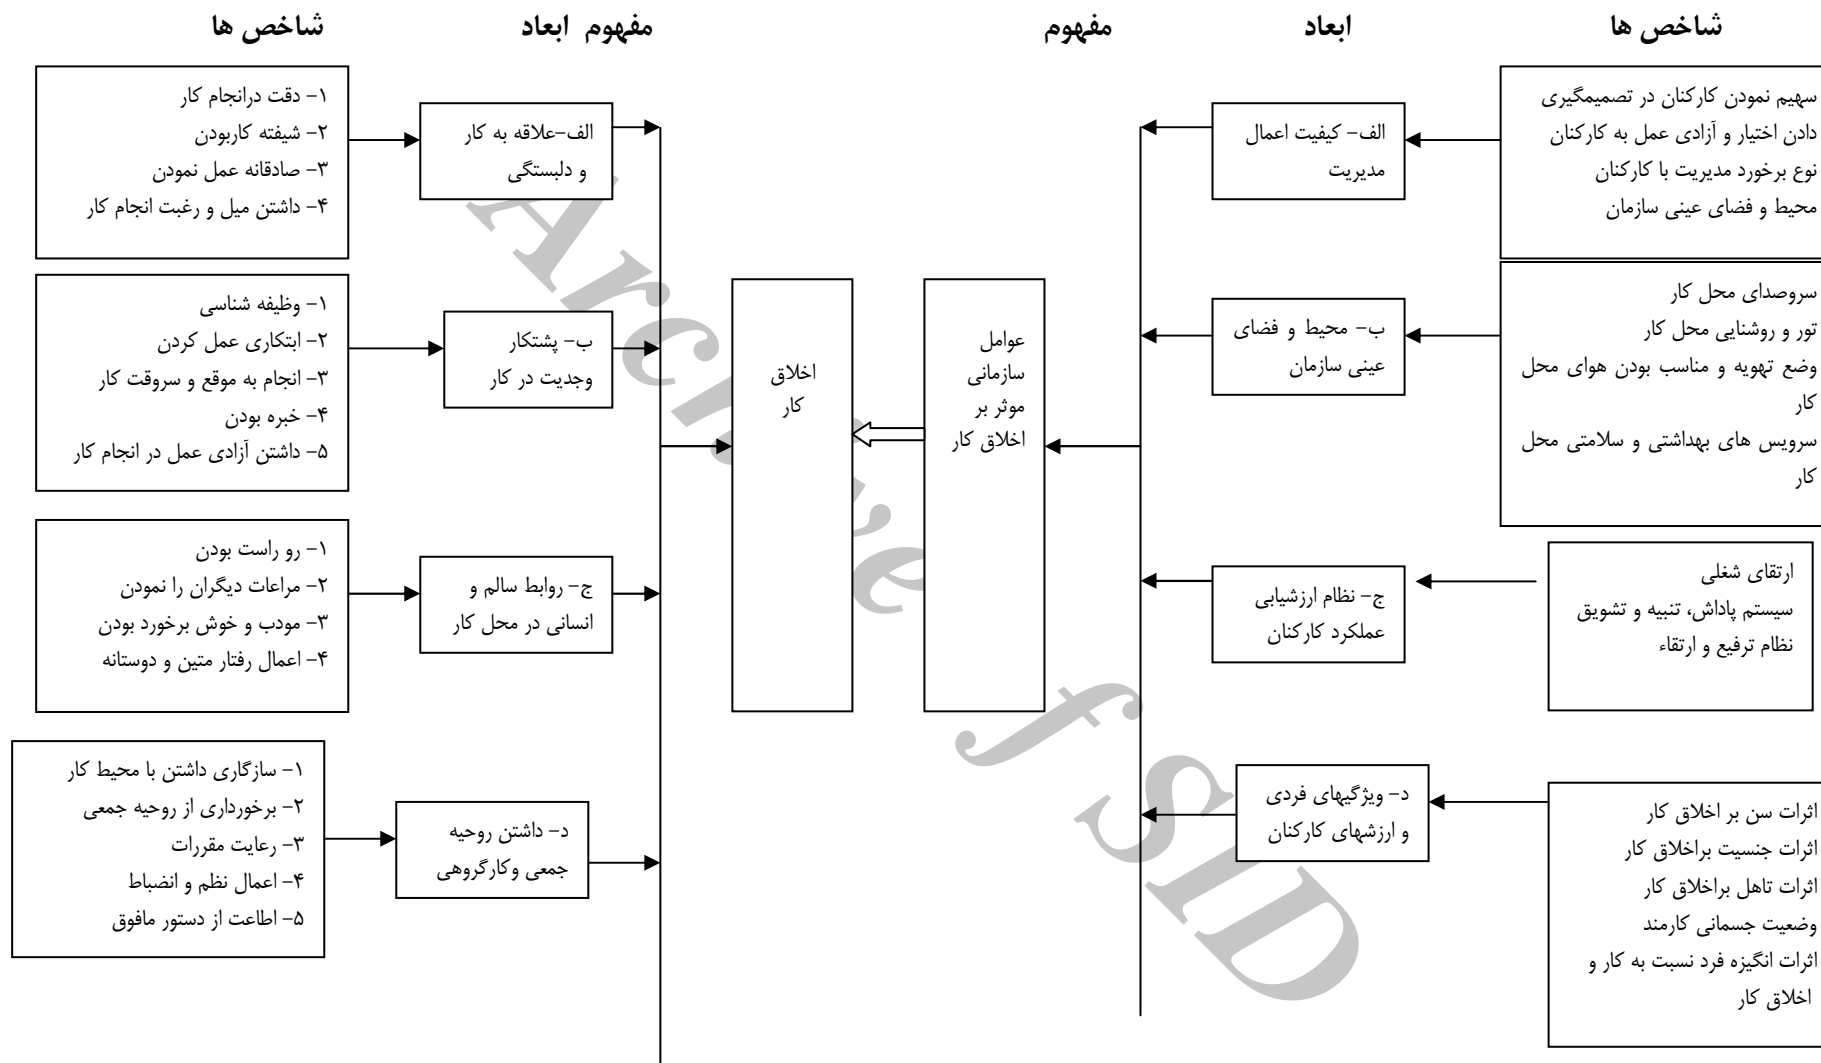 شاخص ها
ابعاد
مفهوم
مفهوم ابعاد
شاخص ها
سهیم نمودن کارکنان در تصمیمگیری
دادن اختیار و آزادی عمل به کارکنان
نوع برخورد مدیریت با کارکنان
محیط و فضای عینی سازمان
الف- کیفیت اعمال
مدیریت
سروصدای محل کار
تور و روشنایی محل کار
وضع تهویه و مناسب بودن هوای محل
کار
سرویس های بهداشتی و سلامتی محل
کار
ب- محیط و فضای
عینی سازمان
ارتقای شغلی
سیستم پاداش، تنبیه و تشویق
نظام ترفیع و ارتقاء
ج- نظام ارزشیابی
عملکرد کارکنان
اثرات سن بر اخلاق کار
اثرات جنسیت براخلاق کار
اثرات تاهل براخلاق کار
وضعیت جسمانی کارمند
اثرات انگیزه فرد نسبت به کار و
اخلاق کار
د- ویژگیهای فردی
و ارزشهای کارکنان
عوامل
سازمانی
موثر بر
اخلاق کار
اخلاق
کار
الف-علاقه به کار
و دلبستگی
۱- دقت درانجام کار
۲- شیفته کاربودن
۳- صادقانه عمل نمودن
۴- داشتن میل و رغبت انجام کار
ب- پشتکار
وجدیت در کار
۱- وظیفه شناسی
۲- ابتکاری عمل کردن
۳- انجام به موقع و سروقت کار
۴- خبره بودن
۵- داشتن آزادی عمل در انجام کار
ج- روابط سالم و
انسانی در محل کار
۱- رو راست بودن
۲- مراعات دیگران را نمودن
۳- مودب و خوش برخورد بودن
۴- اعمال رفتار متین و دوستانه
د- داشتن روحیه
جمعی وکارگروهی
۱- سازگاری داشتن با محیط کار
۲- برخورداری از روحیه جمعی
۳- رعایت مقررات
۴- اعمال نظم و انضباط
۵- اطاعت از دستور مافوق
Archive of SID